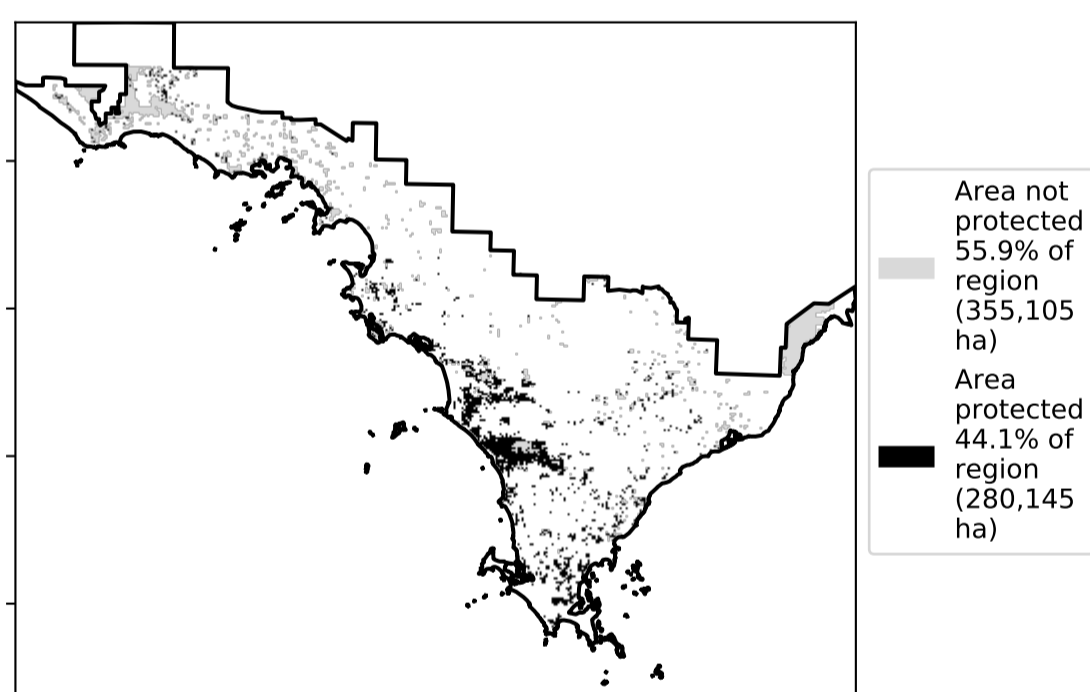 Area not
protected
55.9% of
region
(355,105
ha)
Area
protected
44.1% of
region
(280,145
ha)